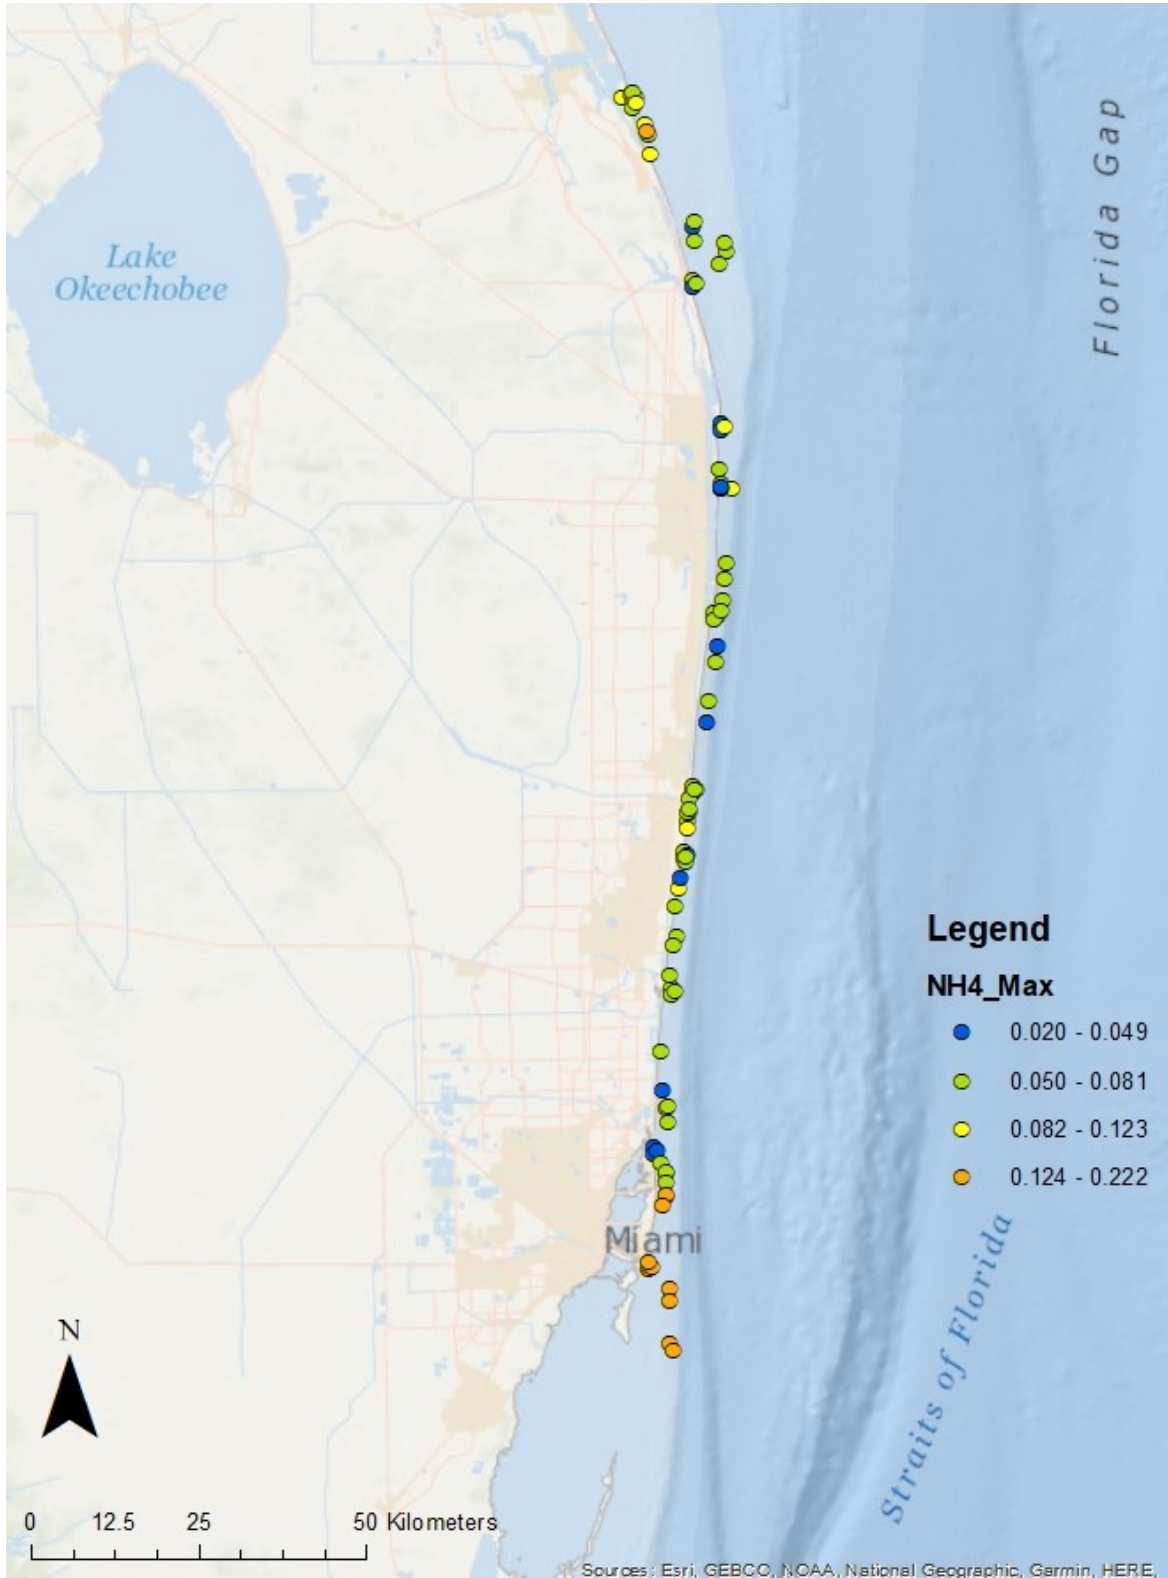 Florida Gap
Lake
Okeechobee
Legend
NH4_Max
0.020 - 0.049
0.050 - 0.081
0.082 - 0.123
0.124 - 0.222
Miami
Straits of Florida
N
0 12.5 25 50 Kilometers
Sources: Esri, GEBCO, NOAA, National Geographic, Garmin, HERE,